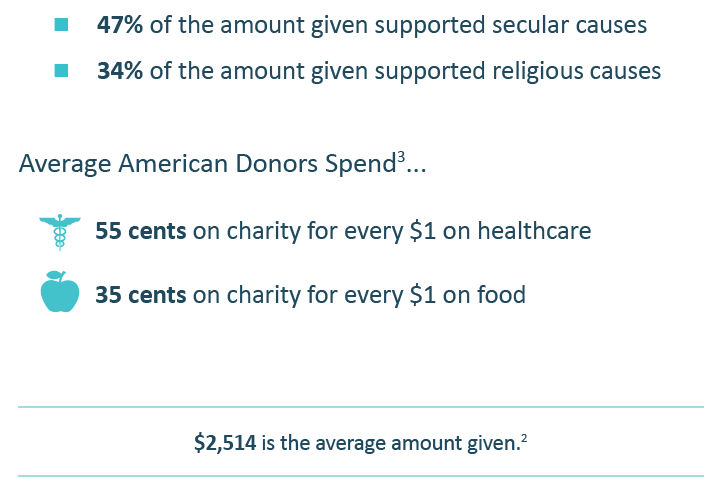 47% of the amount given supported secular causes
34% of the amount given supported religious causes
Average American Donors Spend³...
55 cents on charity for every $1 on healthcare
35 cents on charity for every $1 on food
$2,514 is the average amount given.²